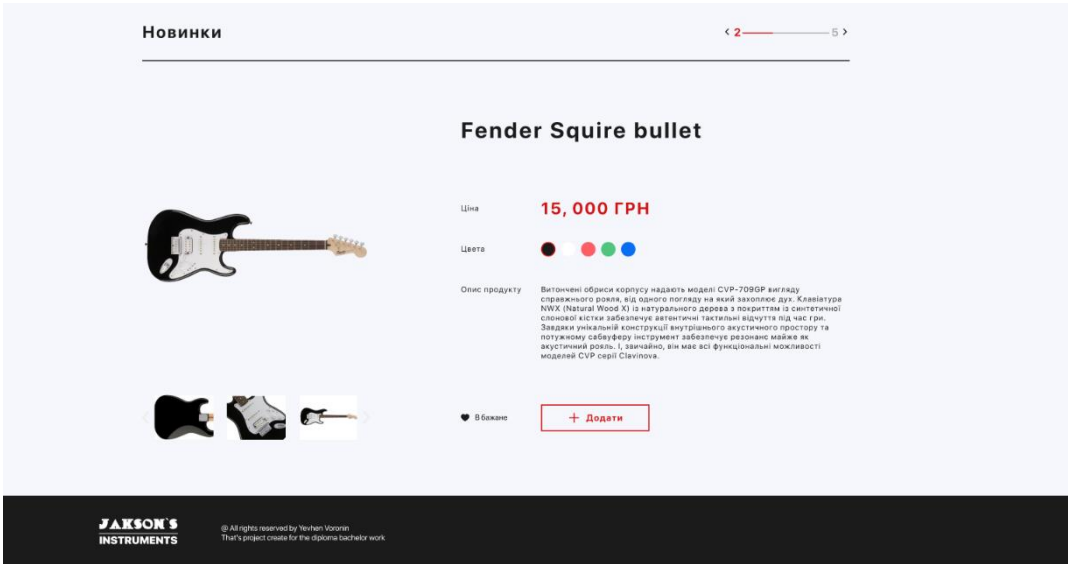 Новинки
‹ 2 5 ›
Fender Squire bullet
Ціна 15, 000 ГРН
Цвета
Опис продукту
Витончені обриси корпусу надають моделі CVP-709GP вигляду
справжнього рояля, від одного погляду на який захоплює дух. Клавіатура
NWX (Natural Wood X) із натурального дерева з покриттям із синтетичної
слонової кістки забезпечує автентичні тактильні відчуття під час гри.
Завдяки унікальній конструкції внутрішнього акустичного простору та
потужному сабвуферу інструмент забезпечує резонанс майже як
акустичний рояль. І, звичайно, він має всі функціональні можливості
моделей CVP серії Clavinova.
В бажане
+ Додати
JAKSON'S
INSTRUMENTS
@ All rights reserved by Yevhen Voronin
That's project create for the diploma bachelor work